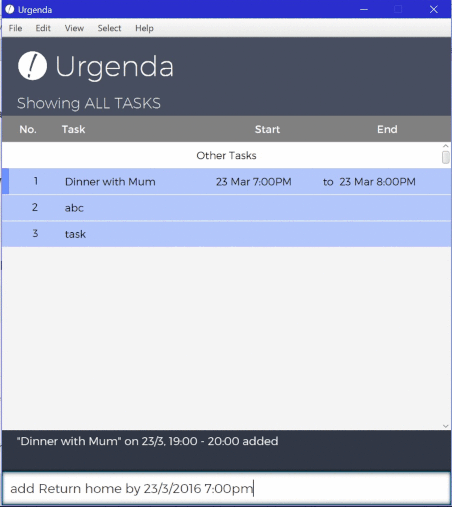 Urgenda
File Edit View Select Help
Urgenda
Showing ALL TASKS
No. Task Start End
Other Tasks
1 Dinner with Mum 23 Mar 7:00PM to 23 Mar 8:00PM
2 abc
3 task
"Dinner with Mum" on 23/3, 19:00 - 20:00 added
add Return home by 23/3/2016 7:00pm